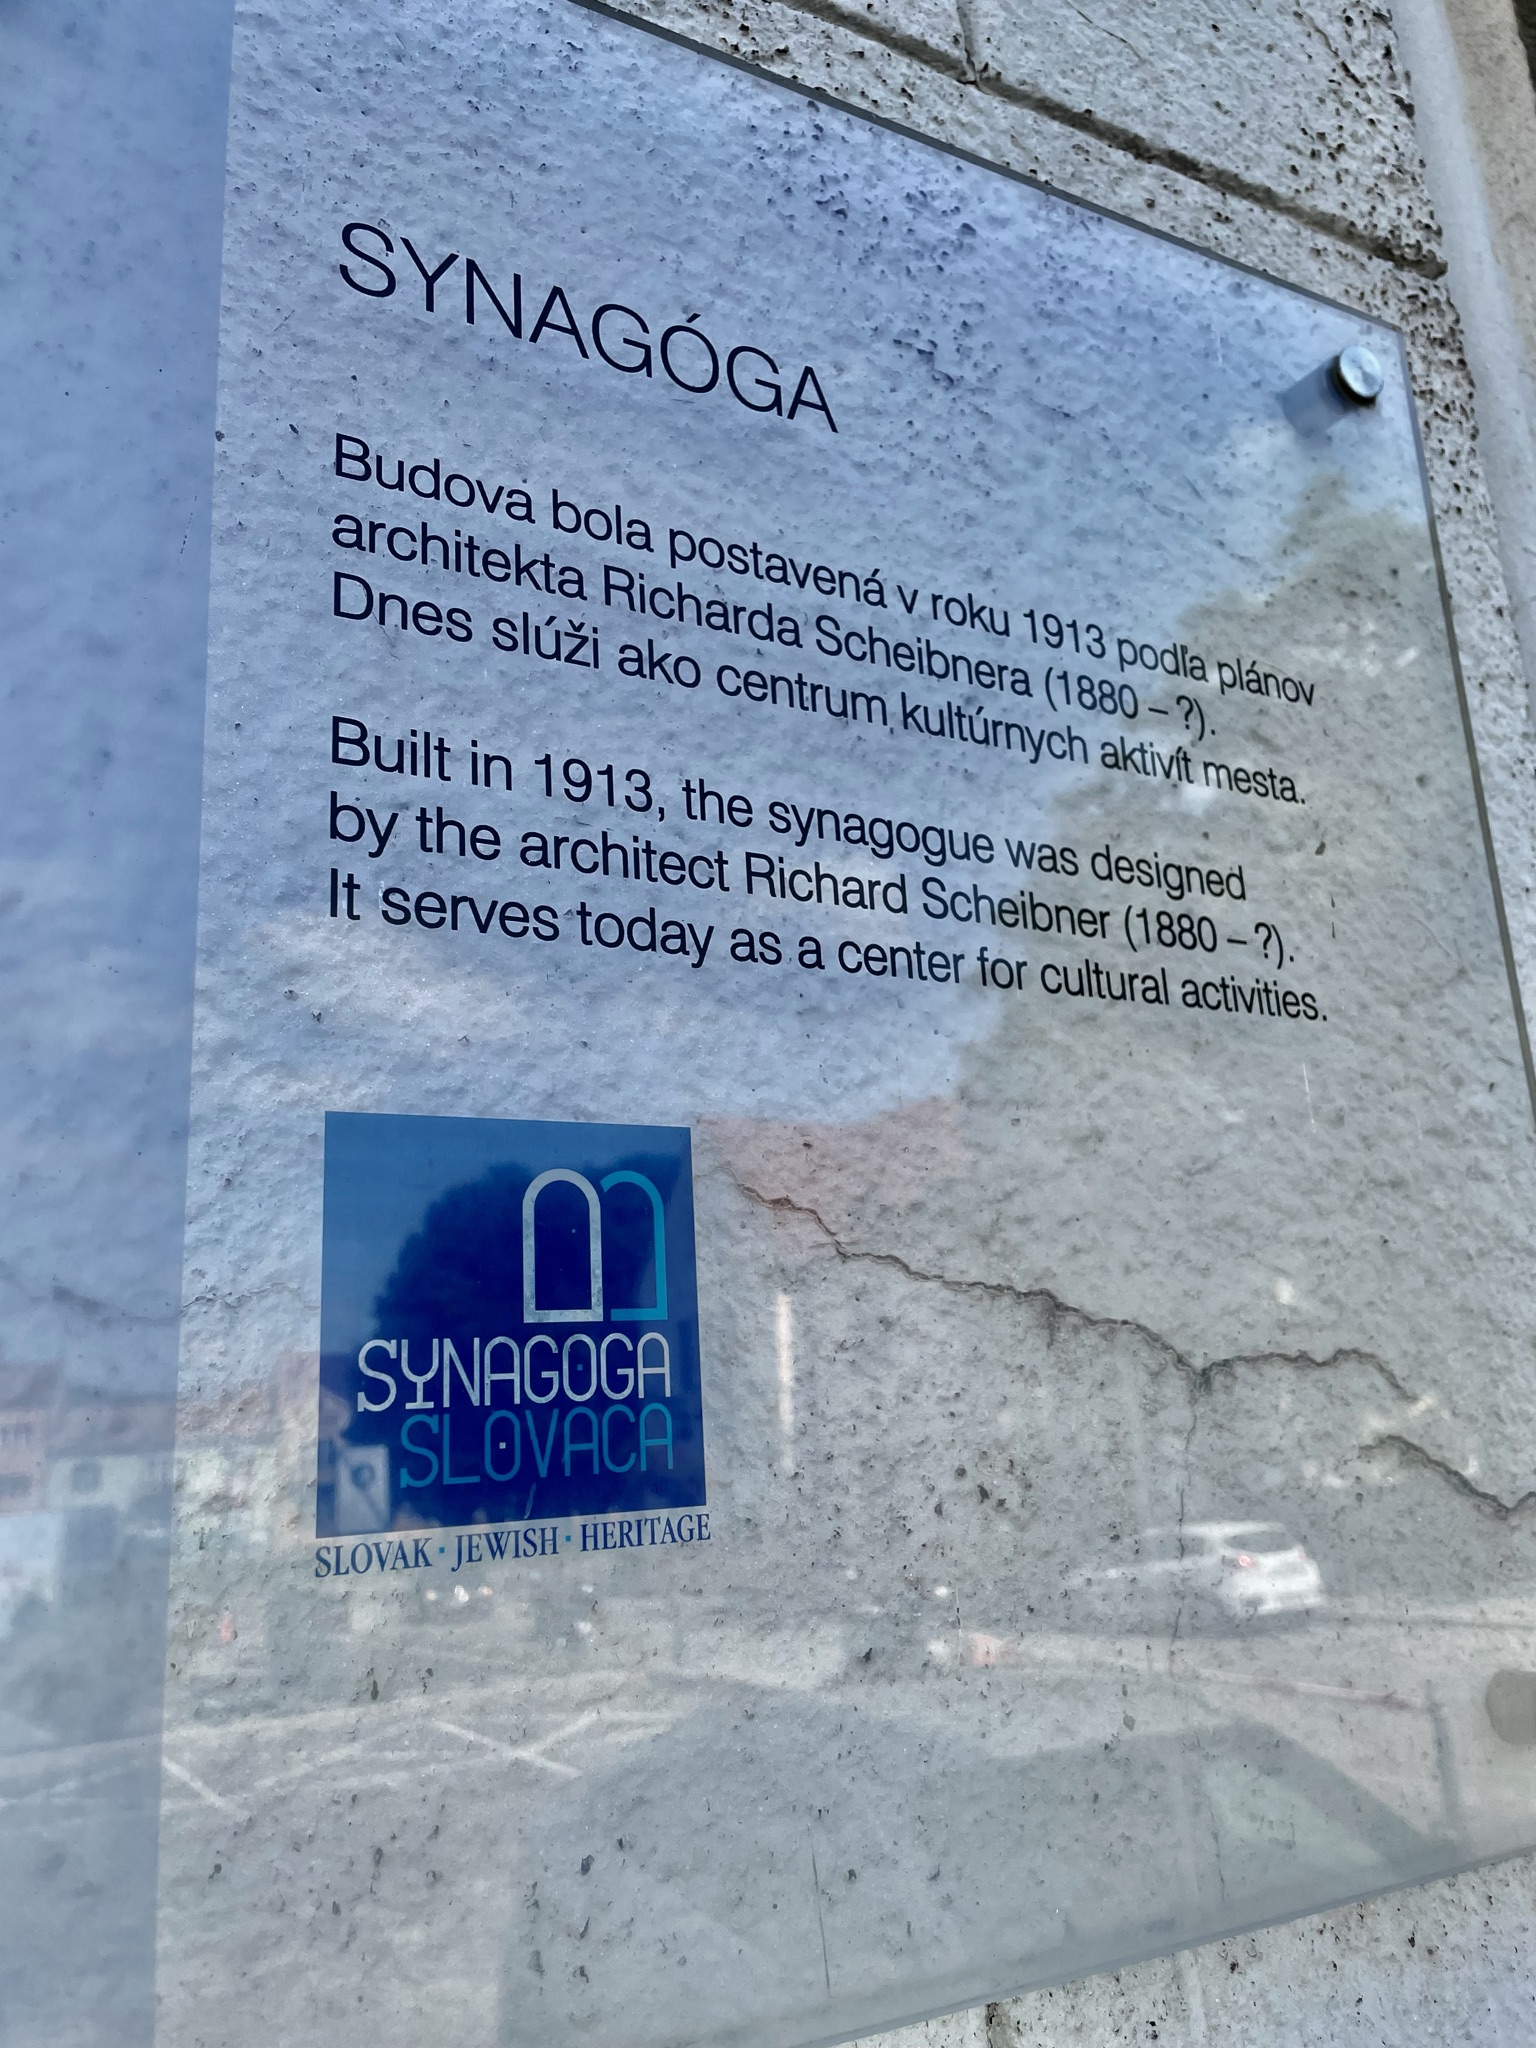 SYNAGÓGA
Budova bola postavená v roku 1913 podľa plánov
architekta Richarda Scheibnera (1880 – ?).
Dnes slúži ako centrum kultúrnych aktivít mesta.
Built in 1913, the synagogue was designed
by the architect Richard Scheibner (1880 – ?).
It serves today as a center for cultural activities.
SYNAGOGA
SLOVACA
SLOVAK · JEWISH · HERITAGE